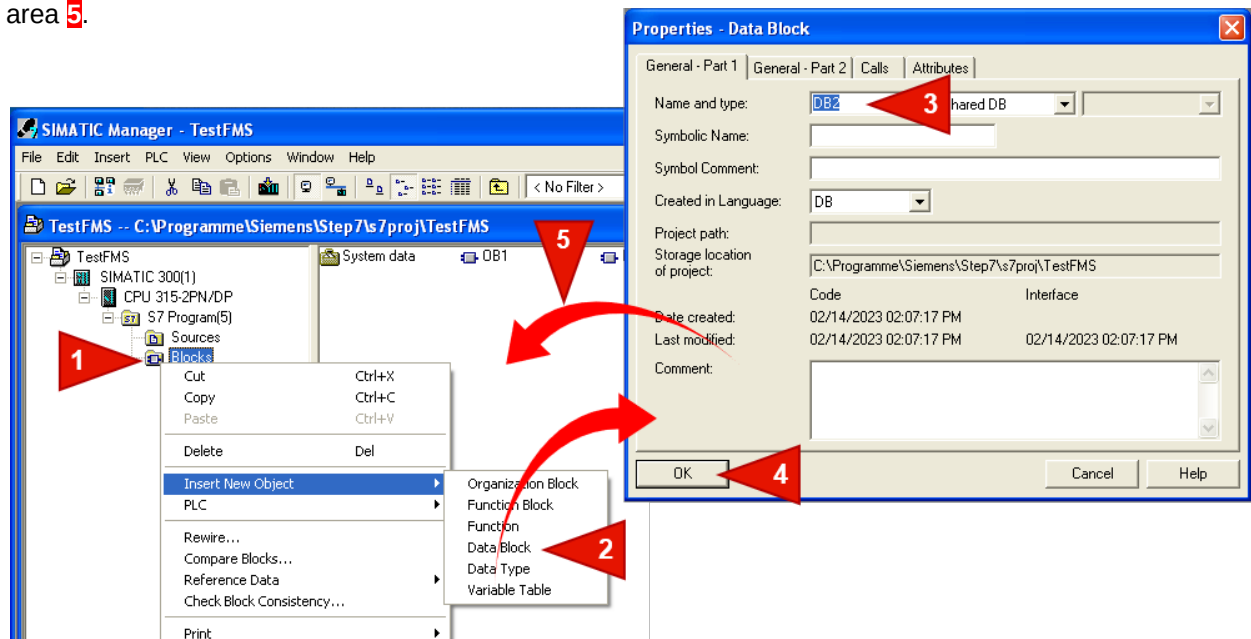 area 5.
SIMATIC Manager - TestFMS
File Edit Insert PLC View Options Window Help
< No Filter >
TestFMS -- C:\Programme\Siemens\Step7\s7proj\TestFMS
TestFMS
SIMATIC 300(1)
CPU 315-2PN/DP
S7 Program(5)
Sources
Blocks
System data
OB1
1
5
Cut Ctrl+X
Copy Ctrl+C
Paste Ctrl+V
Delete Del
Insert New Object
PLC
Rewire...
Compare Blocks...
Reference Data
Check Block Consistency...
Print
Organization Block
Function Block
Function
Data Block
Data Type
Variable Table
2
Properties - Data Block
General - Part 1 General - Part 2 Calls Attributes
Name and type: DB2 3 hared DB
Symbolic Name:
Symbol Comment:
Created in Language: DB
Project path:
Storage location
of project: C:\Programme\Siemens\Step7\s7proj\TestFMS
Code Interface
Date created: 02/14/2023 02:07:17 PM
Last modified: 02/14/2023 02:07:17 PM 02/14/2023 02:07:17 PM
Comment:
OK 4 Cancel Help